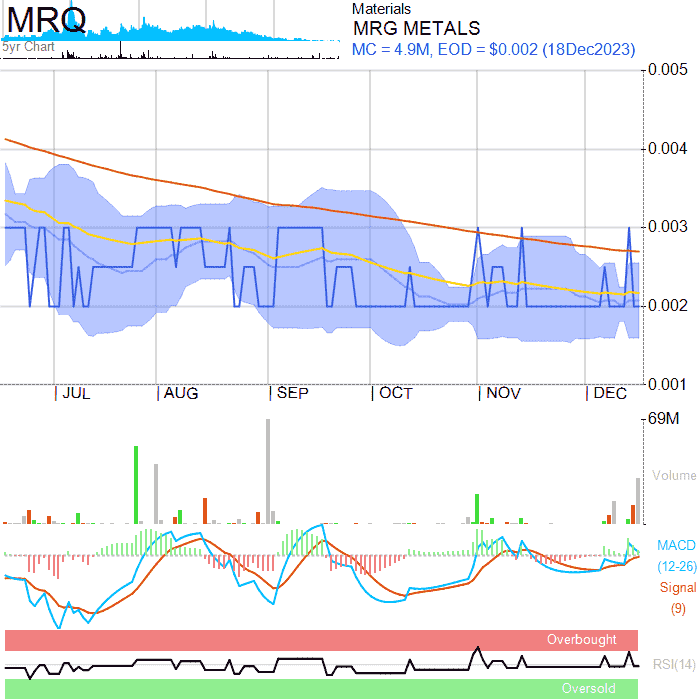 MRQ
5yr Chart
Materials
MRG METALS
MC = 4.9M, EOD = $0.002 (18Dec2023)
0.005
0.004
0.003
0.002
0.001
JUL AUG SEP OCT NOV DEC
69M
Volume
MACD
(12-26)
Signal
(9)
Overbought
RSI(14)
Oversold